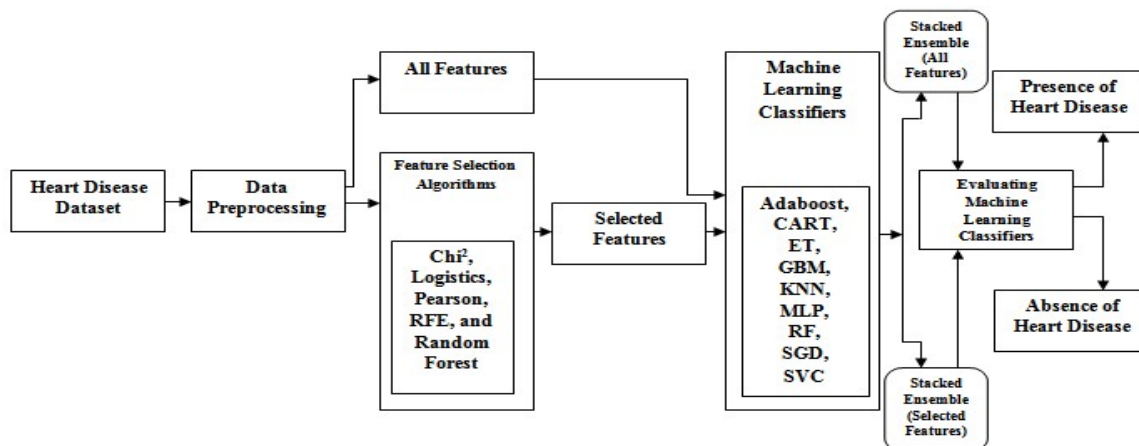 Heart Disease
Dataset
Data
Preprocessing
All Features
Feature Selection
Algorithms
Chi²,
Logistics,
Pearson,
RFE, and
Random
Forest
Selected
Features
Machine
Learning
Classifiers
Adaboost,
CART,
ET,
GBM,
KNN,
MLP,
RF,
SGD,
SVC
Stacked
Ensemble
(All
Features)
Stacked
Ensemble
(Selected
Features)
Evaluating
Machine
Learning
Classifiers
Presence of
Heart Disease
Absence of
Heart Disease